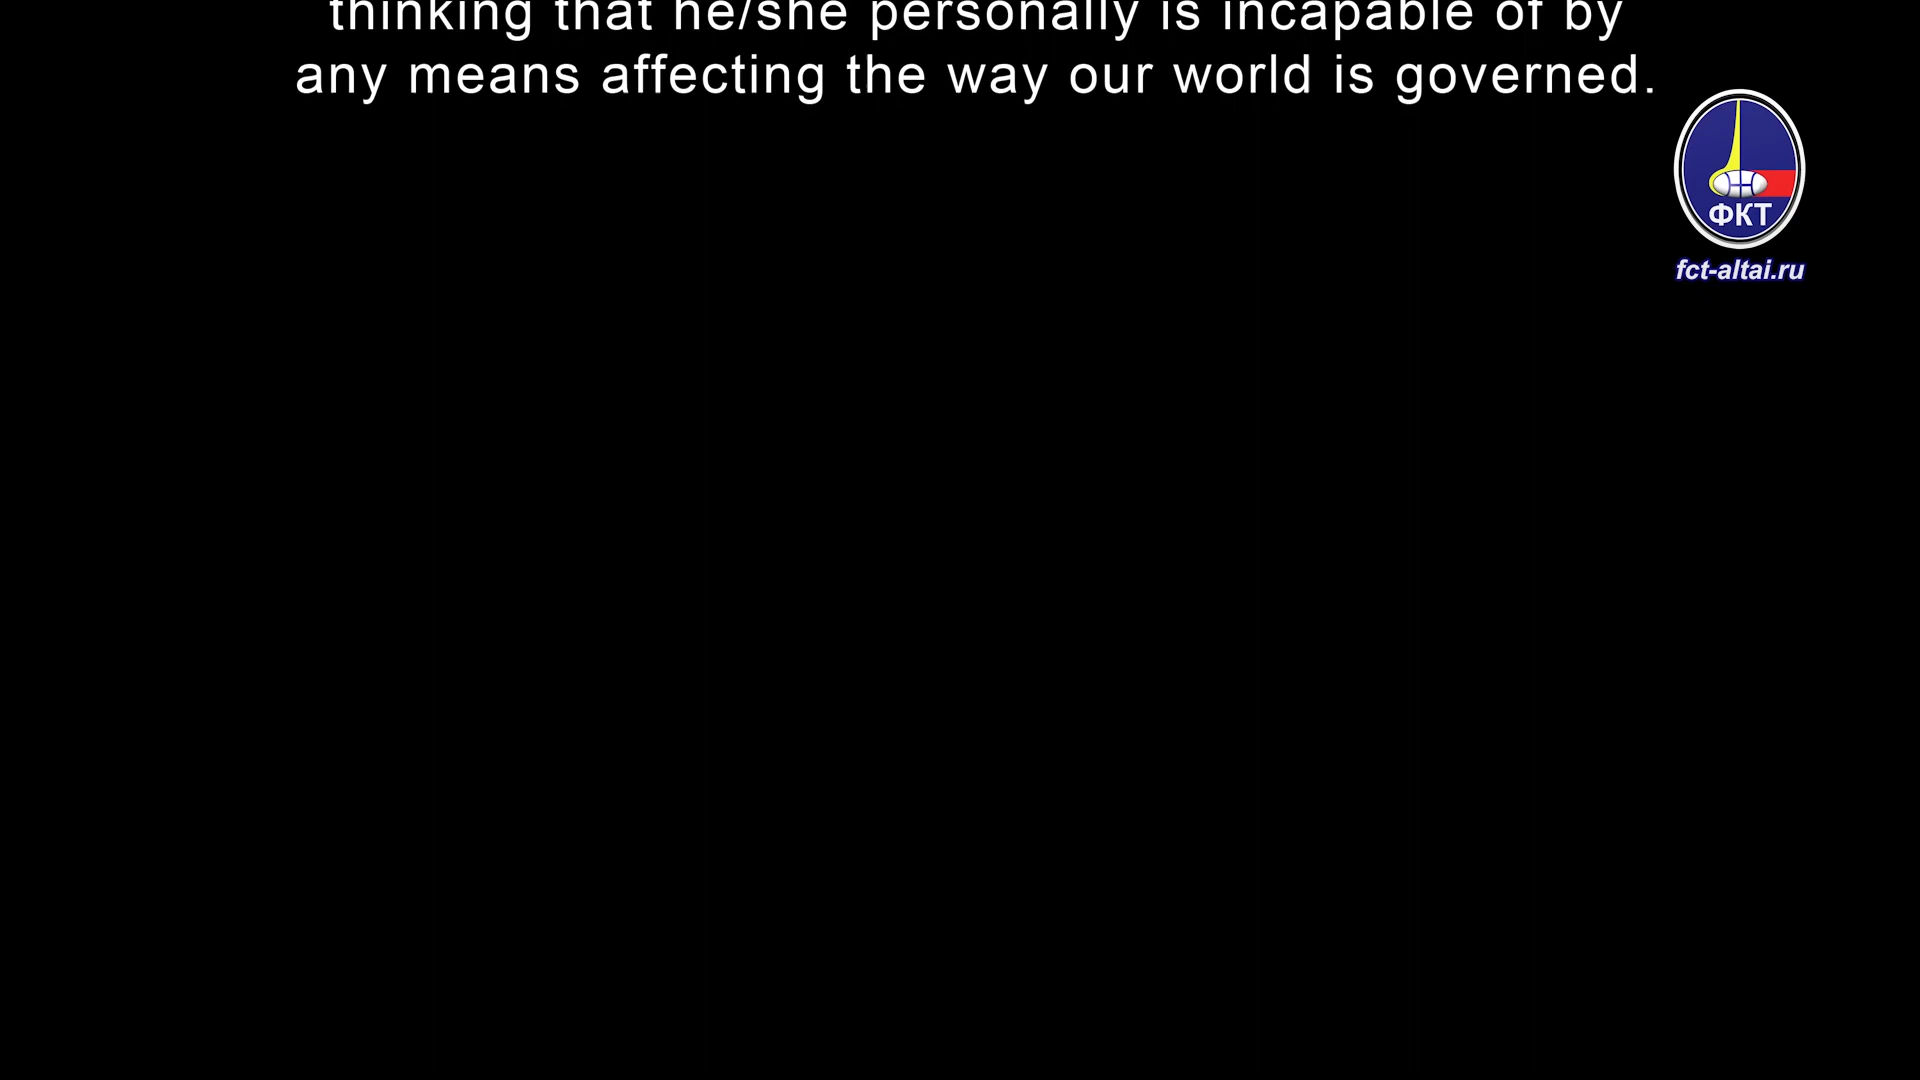 thinking that he/she personally is incapable of by
any means affecting the way our world is governed.
ФКТ
fct-altai.ru